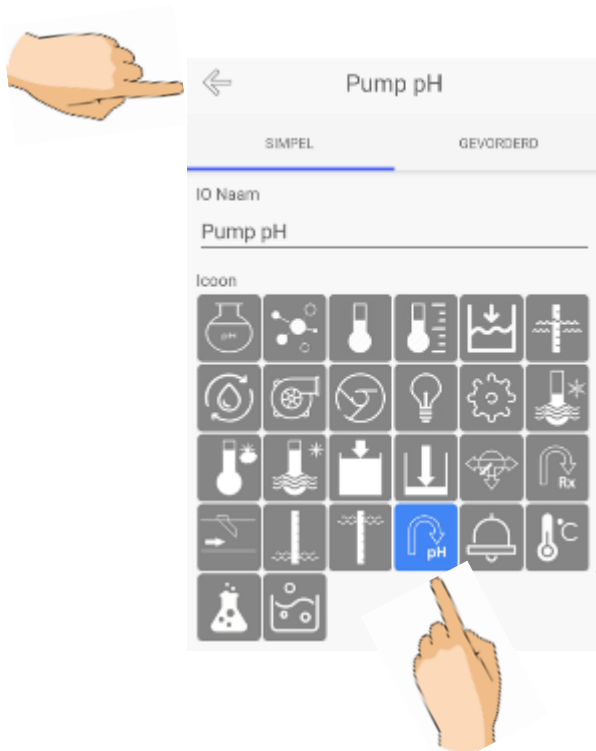 Pump pH
SIMPEL GEVORDERD
IO Naam
Pump pH
Icoon
pH
Rx
pH
°C